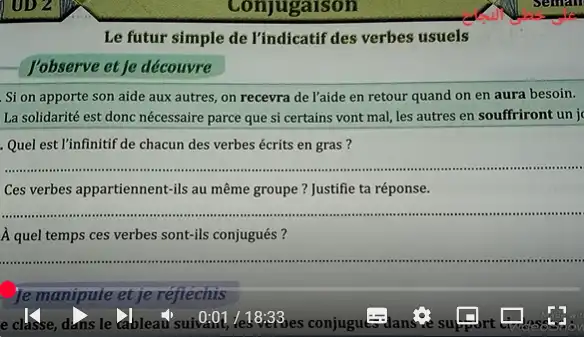 UD 2
Conjugaison
Semain
على خطى النجاح
Le futur simple de l'indicatif des verbes usuels
J'observe et je découvre
Si on apporte son aide aux autres, on recevra de l'aide en retour quand on en aura besoin.
La solidarité est donc nécessaire parce que si certains vont mal, les autres en souffriront un jo
. Quel est l'infinitif de chacun des verbes écrits en gras ?
Ces verbes appartiennent-ils au même groupe ? Justifie ta réponse.
À quel temps ces verbes sont-ils conjugués ?
Je manipule et je réfléchis
0:01 / 18:33
e classe, dans le tableau suivant, les verbes conjugués dans le support